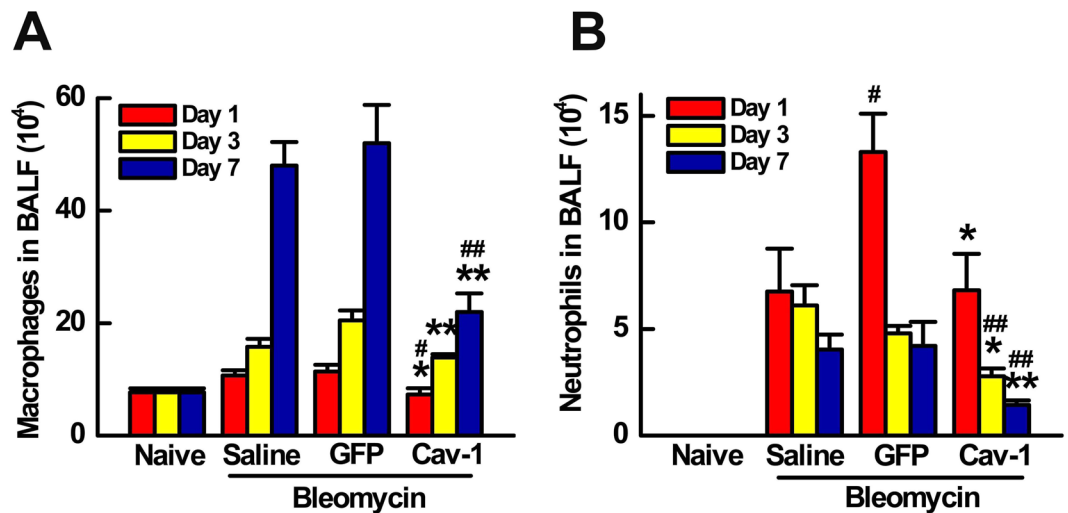 A
Macrophages in BALF (10⁴)
60
40
20
0
Day 1
Day 3
Day 7
##
**
**
#
*
Naive Saline GFP Cav-1
Bleomycin
B
Neutrophils in BALF (10⁴)
15
10
5
0
Day 1
Day 3
Day 7
#
*
##
*
##
**
Naive Saline GFP Cav-1
Bleomycin